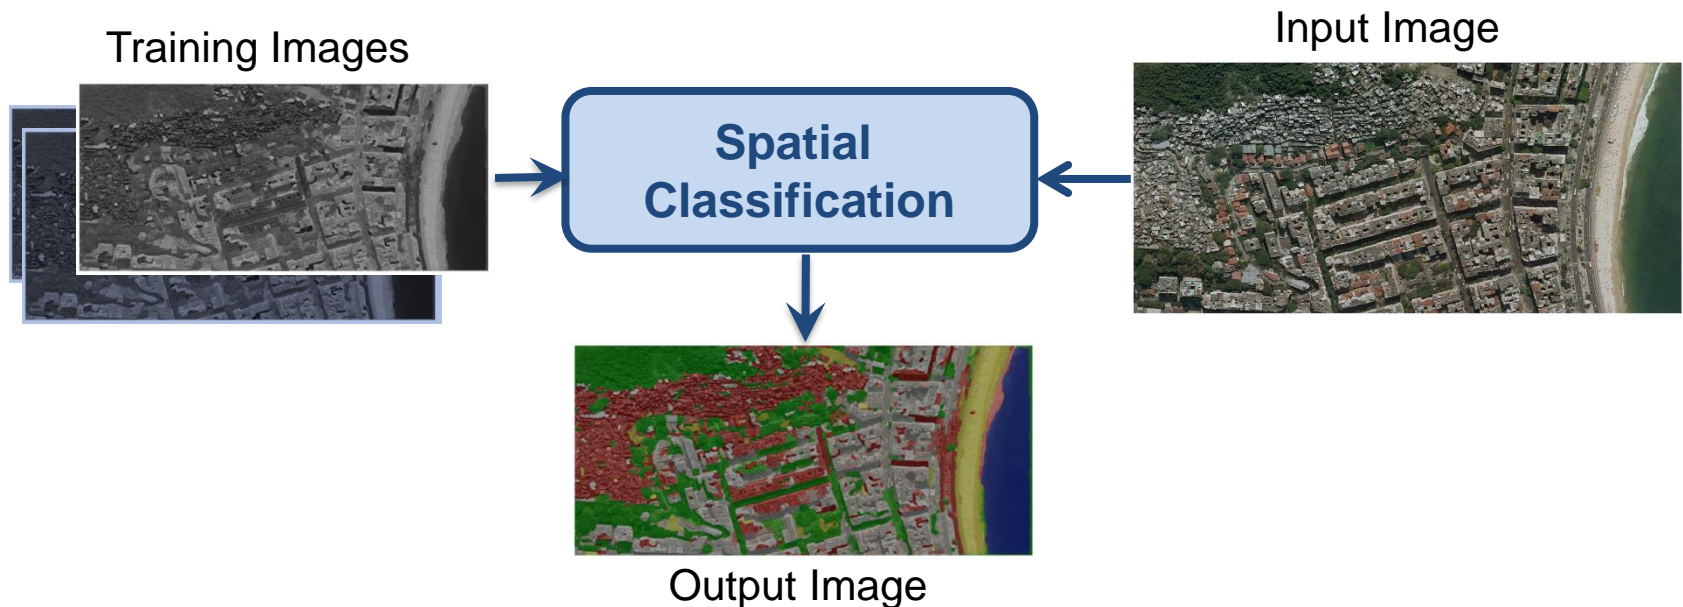 Training Images
Input Image
Spatial
Classification
Output Image